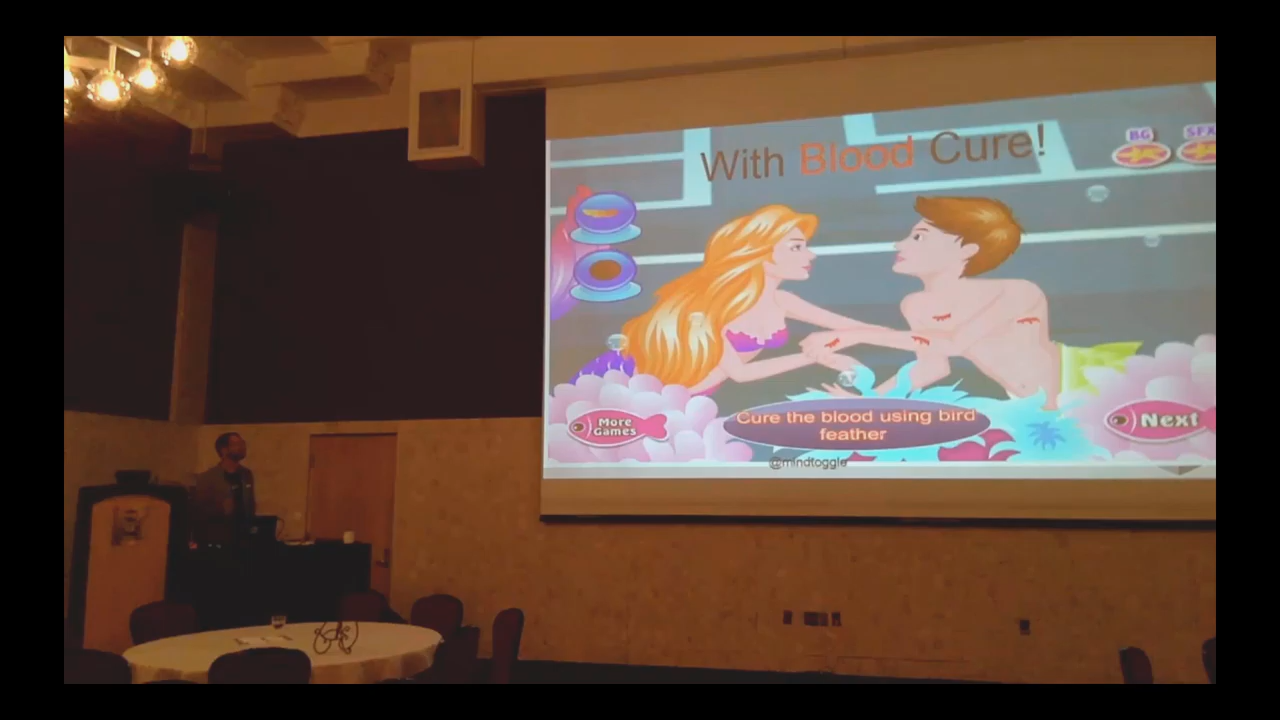 With Blood Cure!
BG
SFX
More
Games
Cure the blood using bird
feather
Next
@mindtoggle